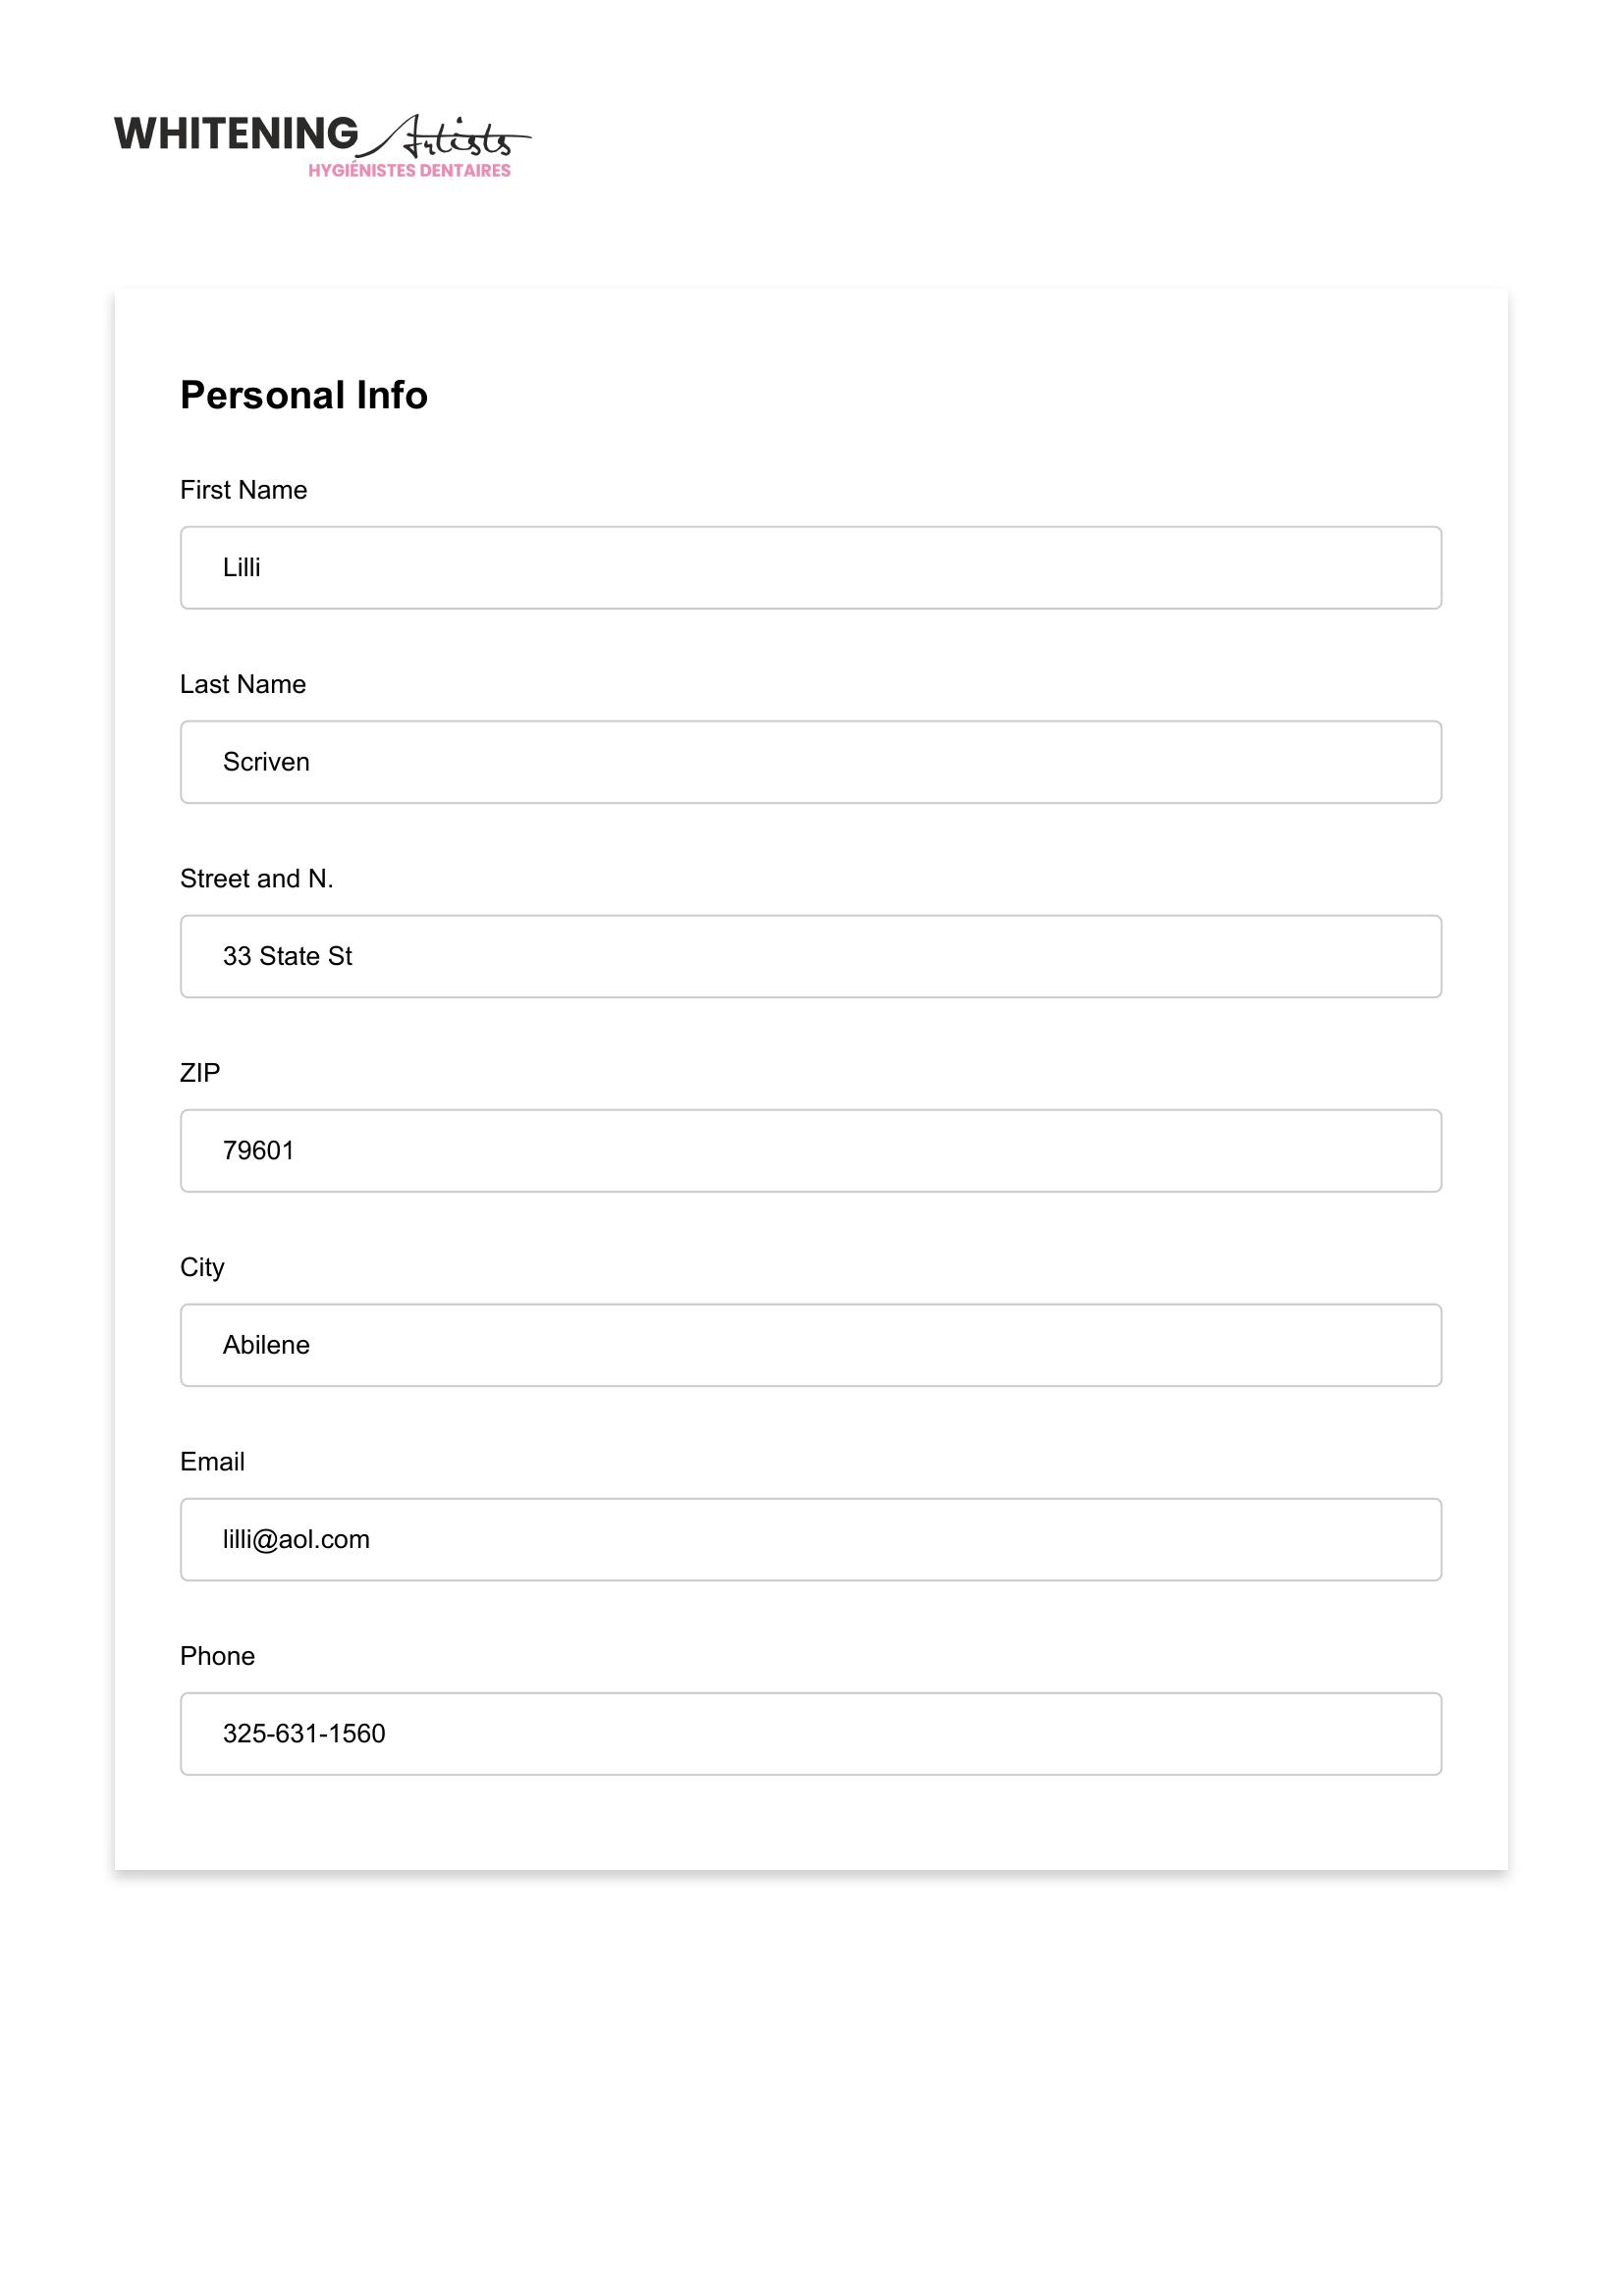 WHITENING Artists
HYGIÉNISTES DENTAIRES
Personal Info
First Name
Lilli
Last Name
Scriven
Street and N.
33 State St
ZIP
79601
City
Abilene
Email
lilli@aol.com
Phone
325-631-1560